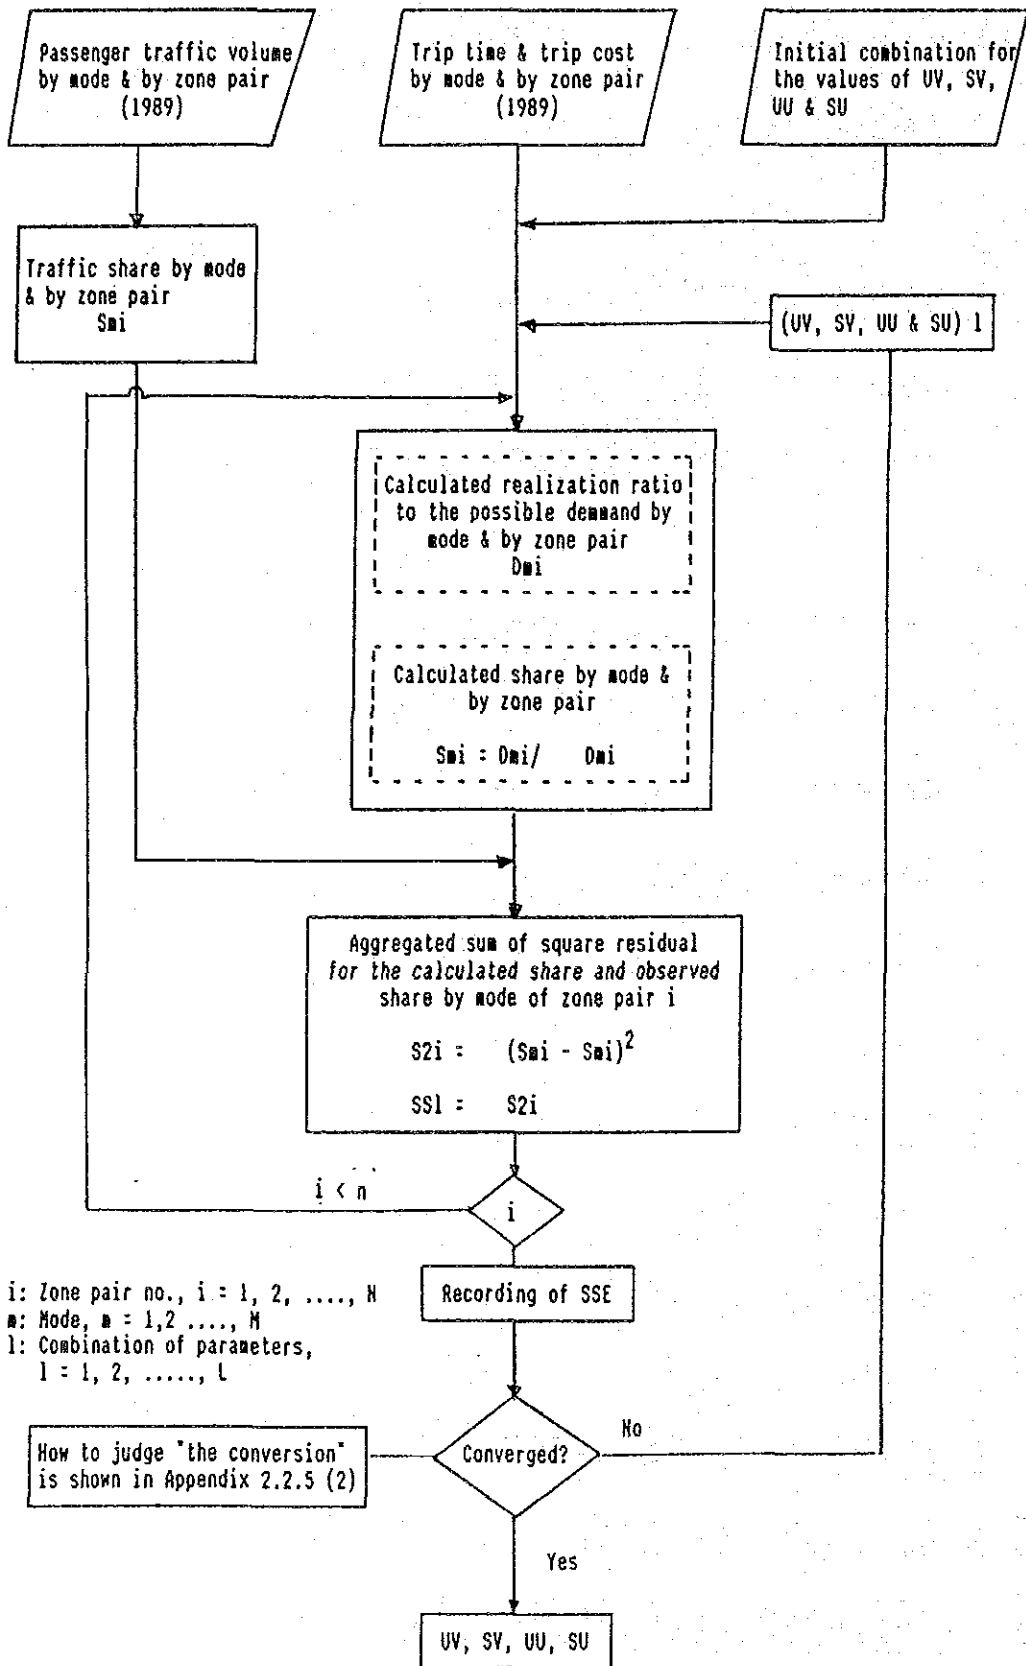 Passenger traffic volume
by mode & by zone pair
(1989)
Trip time & trip cost
by mode & by zone pair
(1989)
Initial combination for
the values of UV, SV,
UU & SU
Traffic share by mode
& by zone pair
Smi
(UV, SV, UU & SU) l
Calculated realization ratio
to the possible demmand by
mode & by zone pair
Dmi
Calculated share by mode &
by zone pair
Smi = Dmi/ Dmi
Aggregated sum of square residual
for the calculated share and observed
share by mode of zone pair i
S2i = (Smi - Smi)²
SSl = S2i
i < n
i
i: Zone pair no., i = 1, 2, ...., N
m: Mode, m = 1,2 ...., M
l: Combination of parameters,
l = 1, 2, ....., L
Recording of SSE
How to judge "the conversion"
is shown in Appendix 2.2.5 (2)
Converged?
No
Yes
UV, SV, UU, SU